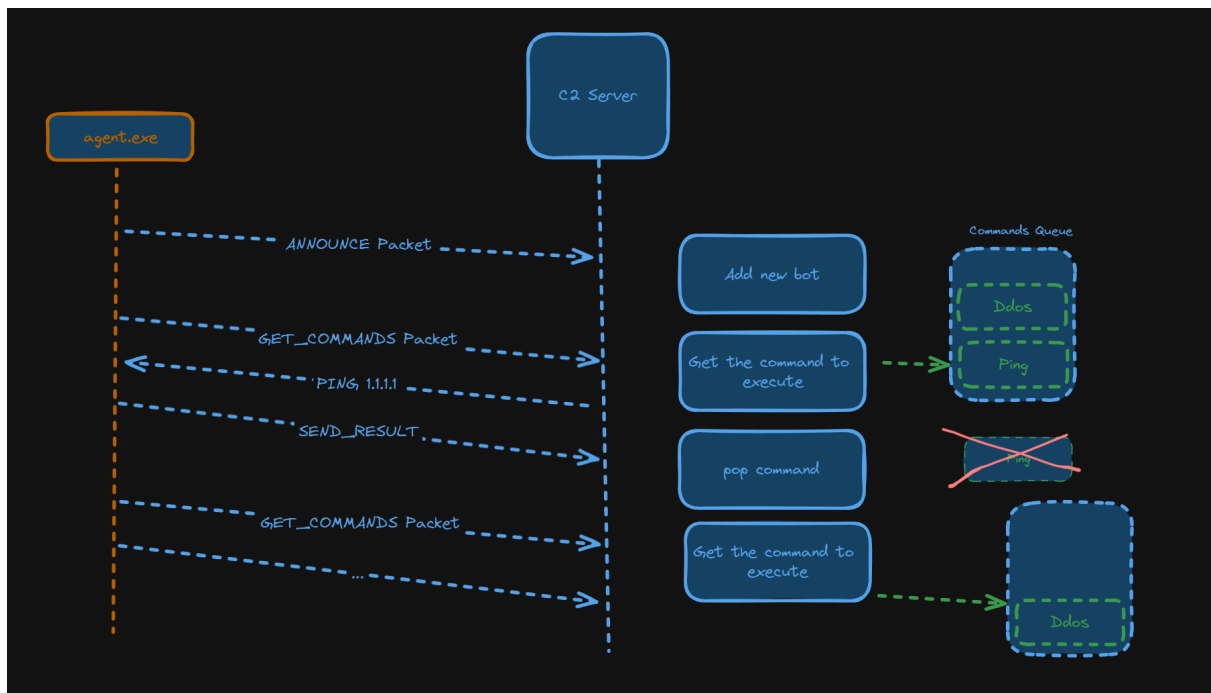 C2 Server
agent.exe
ANNOUNCE Packet
Add new bot
Commands Queue
Ddos
Ping
GET_COMMANDS Packet
Get the command to
execute
'PING 1.1.1.1
SEND_RESULT
pop command
Ping
GET_COMMANDS Packet
Get the command to
execute
...
Ddos